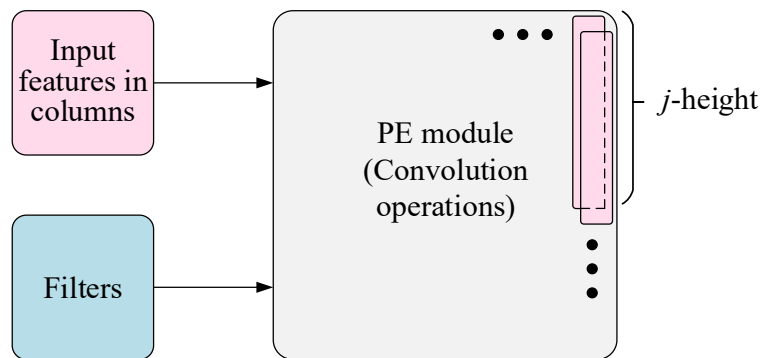 Input
features in
columns
PE module
(Convolution
operations)
j-height
Filters